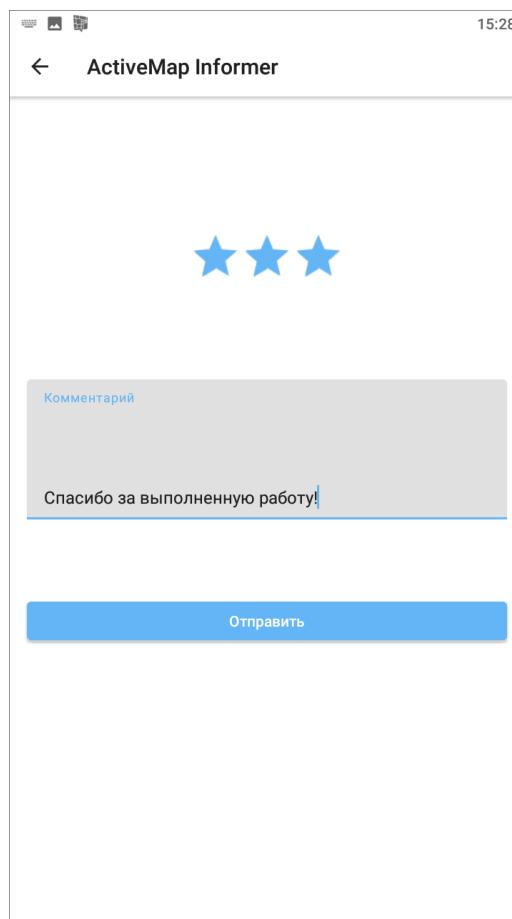 15:28
ActiveMap Informer
Комментарий
Спасибо за выполненную работу!
Отправить